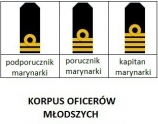 podporucznik
marynarki
porucznik
marynarki
kapitan
marynarki
KORPUS OFICERÓW
MŁODSZYCH